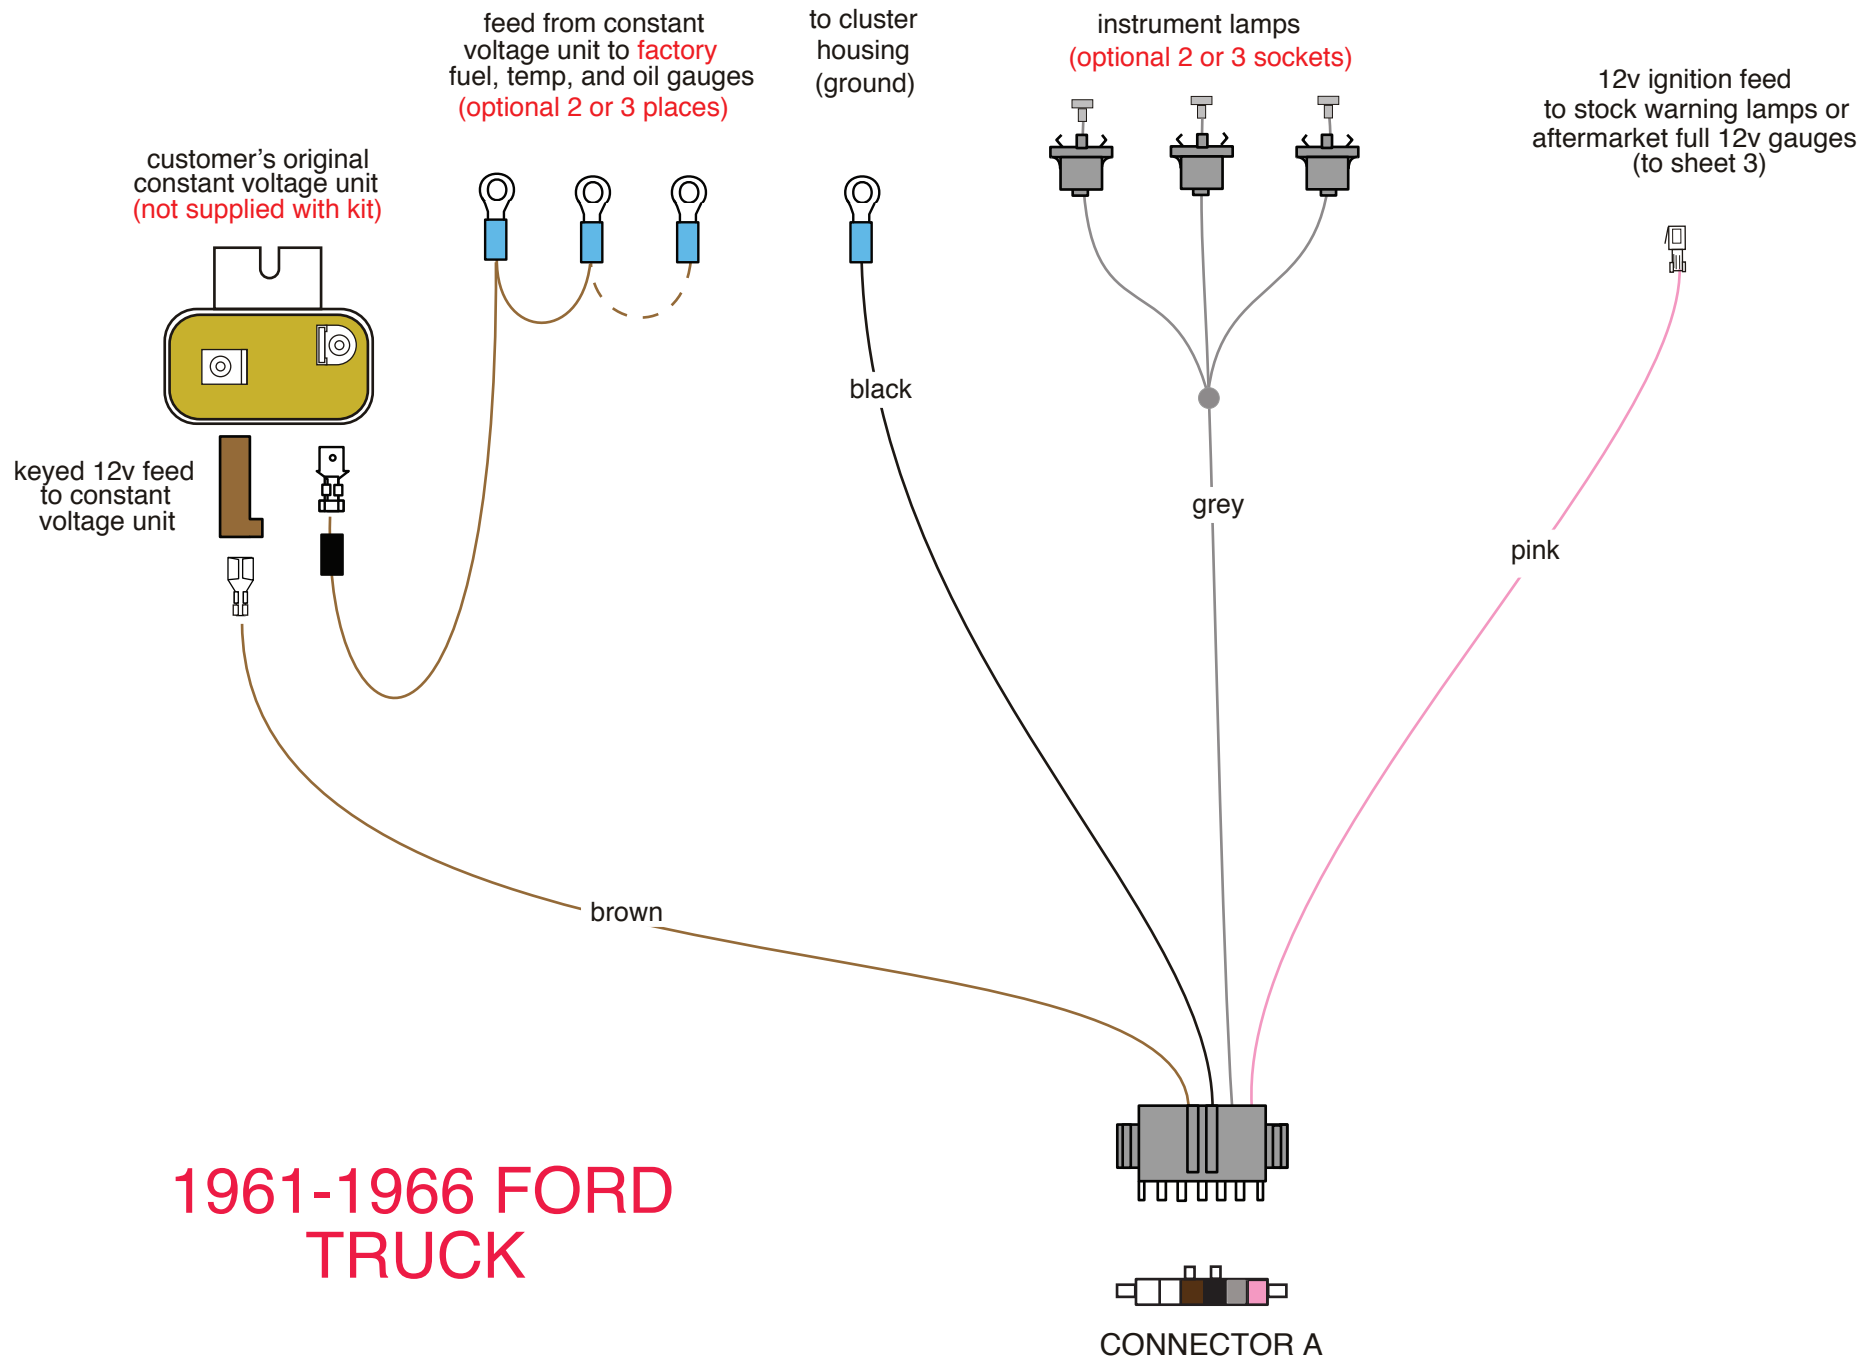 feed from constant
voltage unit to factory
fuel, temp, and oil gauges
(optional 2 or 3 places)
to cluster
housing
(ground)
instrument lamps
(optional 2 or 3 sockets)
12v ignition feed
to stock warning lamps or
aftermarket full 12v gauges
(to sheet 3)
customer’s original
constant voltage unit
(not supplied with kit)
keyed 12v feed
to constant
voltage unit
black
grey
pink
brown
1961-1966 FORD
TRUCK
CONNECTOR A